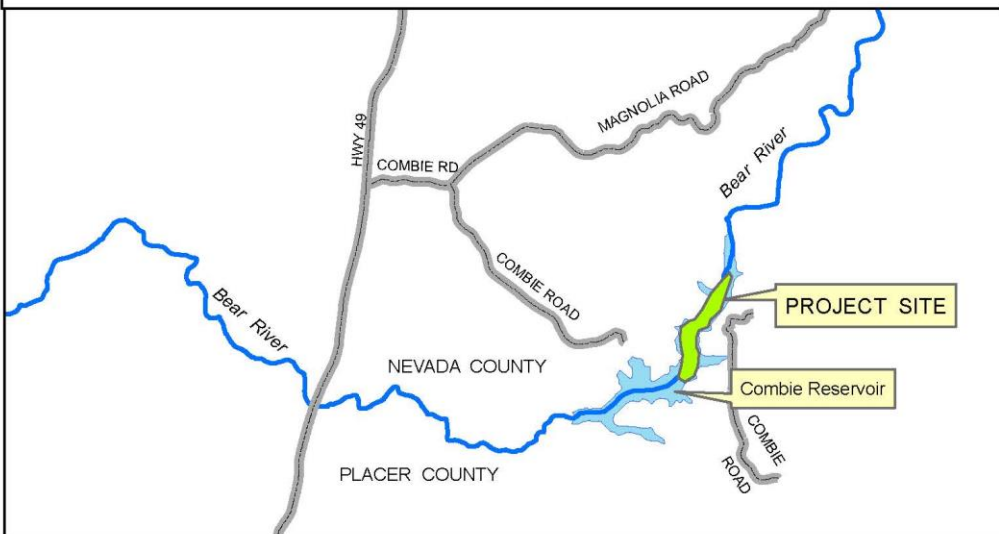 MAGNOLIA ROAD
HWY 49
COMBIE RD
Bear River
COMBIE ROAD
Bear River
PROJECT SITE
NEVADA COUNTY
Combie Reservoir
COMBIE
ROAD
PLACER COUNTY